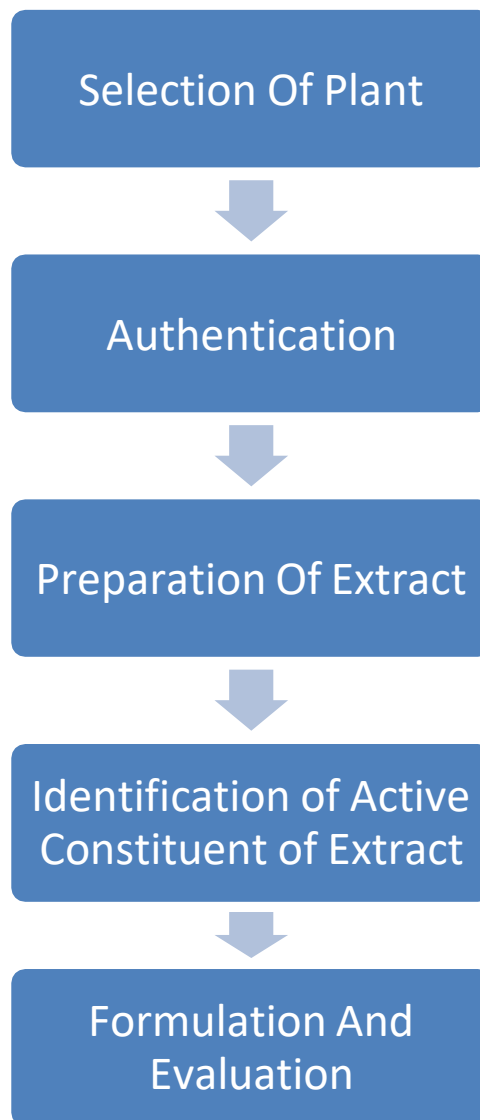 Selection Of Plant
Authentication
Preparation Of Extract
Identification of Active
Constituent of Extract
Formulation And
Evaluation